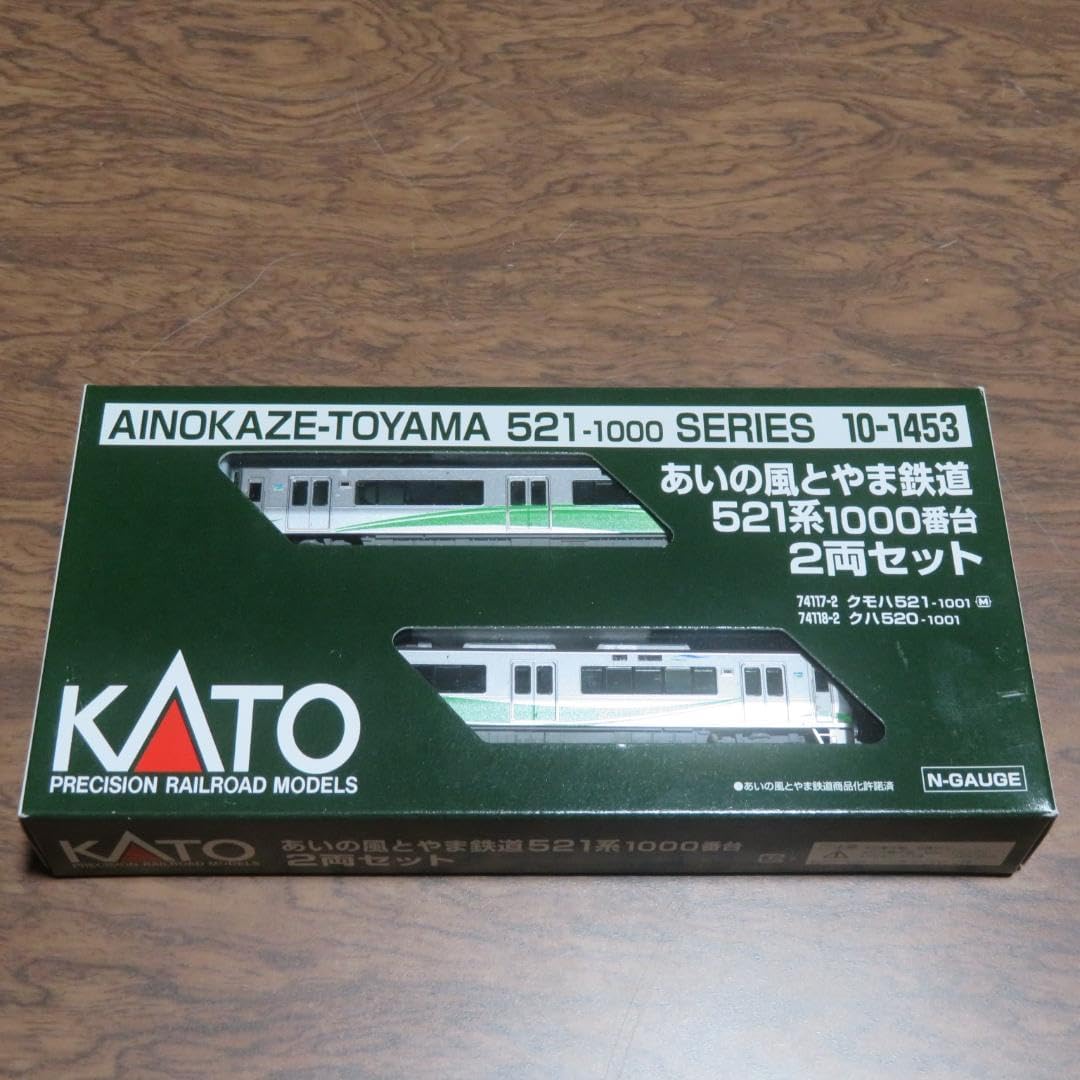 AINOKAZE-TOYAMA 521-1000 SERIES 10-1453
あいの風とやま鉄道
521系1000番台
2両セット
74117-2 クモハ521-1001 M
74118-2 クハ520-1001
KATO
PRECISION RAILROAD MODELS
●あいの風とやま鉄道商品化許諾済
N-GAUGE
KATO
PRECISION RAILROAD MODELS
あいの風とやま鉄道521系1000番台
2両セット